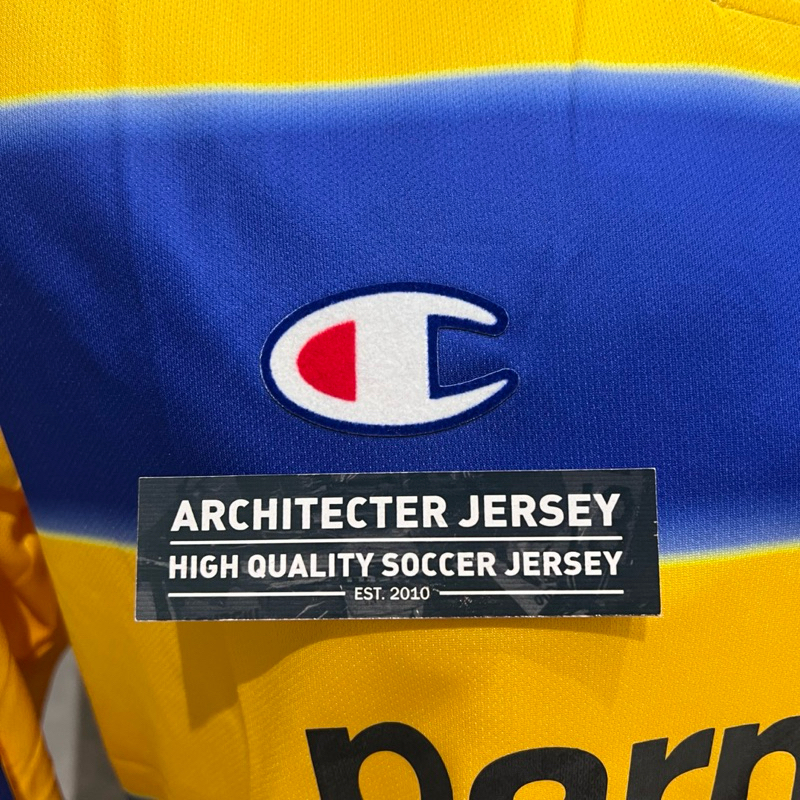 ARCHITECTER JERSEY
HIGH QUALITY SOCCER JERSEY
EST. 2010